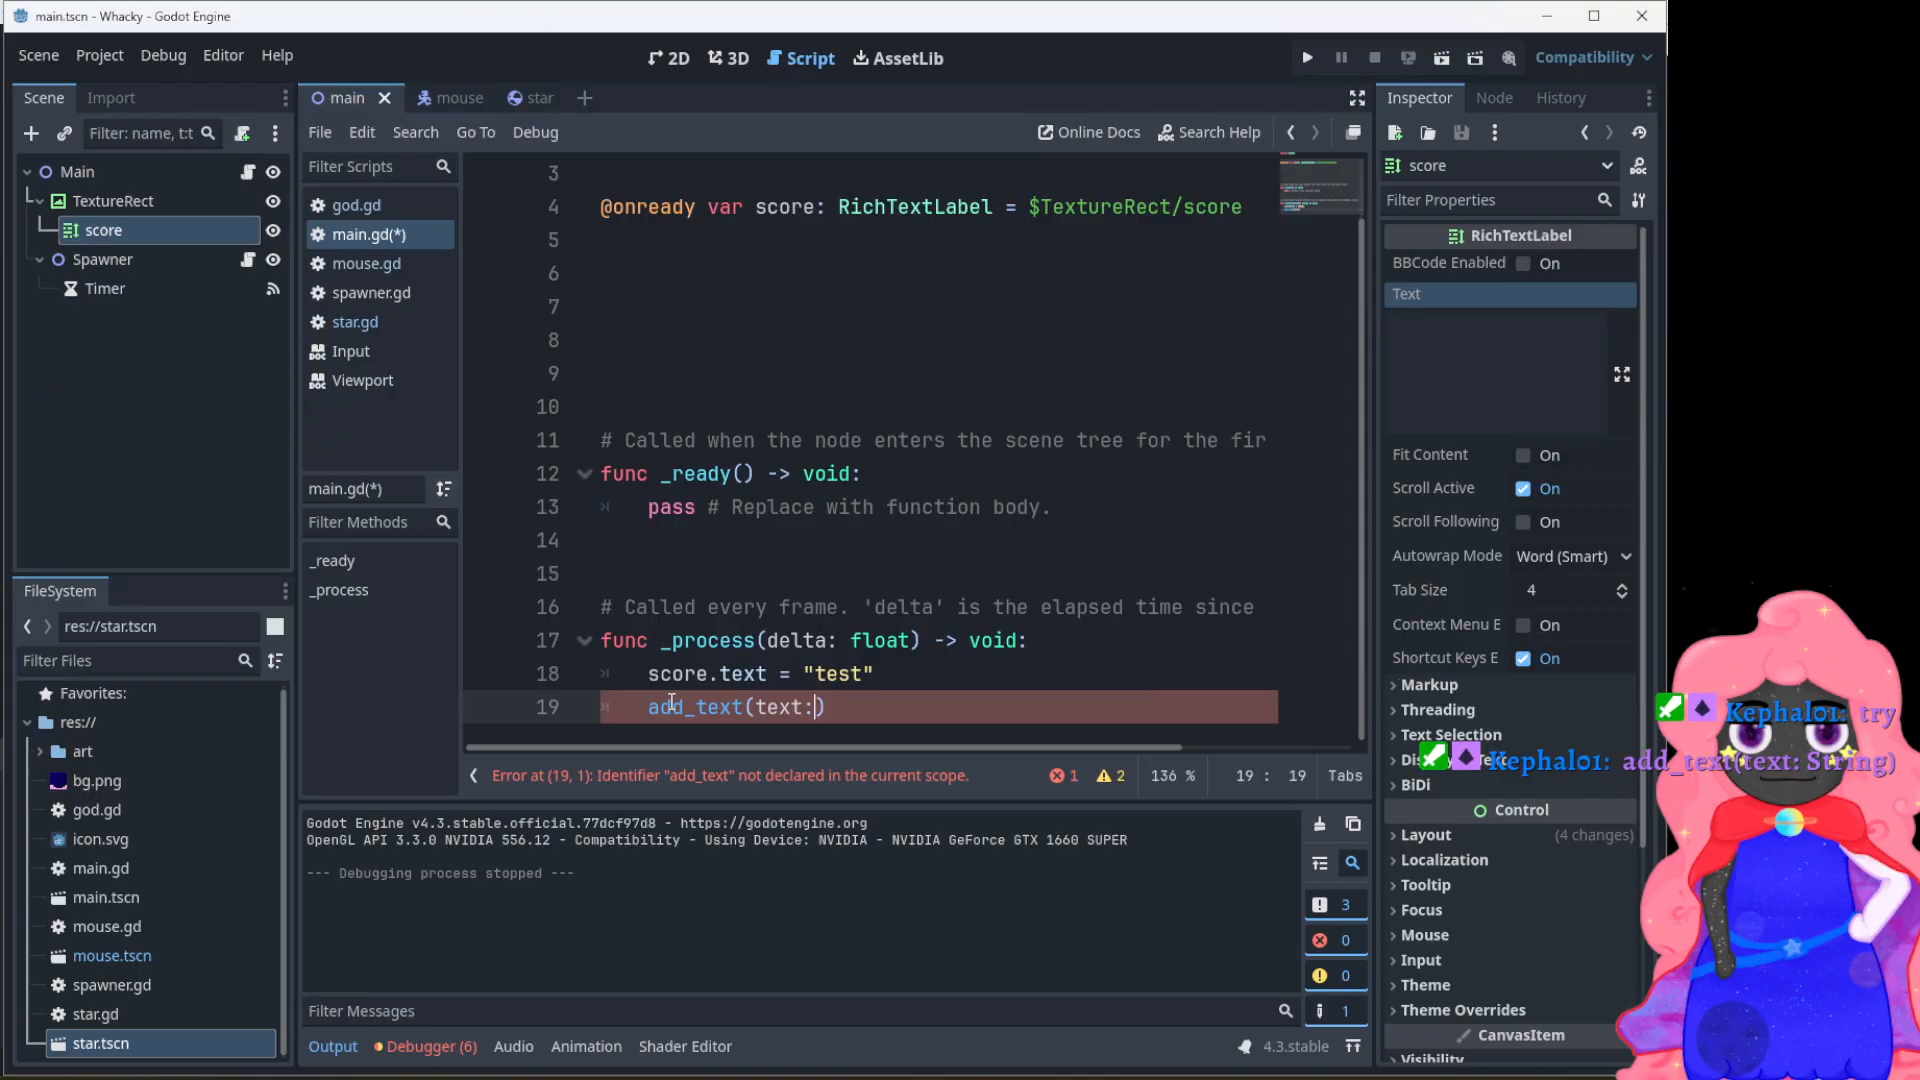 main.tscn - Whacky - Godot Engine
Scene Project Debug Editor Help
2D 3D Script AssetLib
Compatibility
Scene Import
Filter: name, t:t
Main
TextureRect
score
Spawner
Timer
FileSystem
res://star.tscn
Filter Files
Favorites:
res://
art
bg.png
god.gd
icon.svg
main.gd
main.tscn
mouse.gd
mouse.tscn
spawner.gd
star.gd
star.tscn
main mouse star
File Edit Search Go To Debug
Online Docs Search Help
Filter Scripts
god.gd
main.gd(*)
mouse.gd
spawner.gd
star.gd
Input
Viewport
main.gd(*)
Filter Methods
_ready
_process
3
4 @onready var score: RichTextLabel = $TextureRect/score
5
6
7
8
9
10
11 # Called when the node enters the scene tree for the fir
12 func _ready() -> void:
13 pass # Replace with function body.
14
15
16 # Called every frame. 'delta' is the elapsed time since
17 func _process(delta: float) -> void:
18 score.text = "test"
19 add_text(text:)
Error at (19, 1): Identifier "add_text" not declared in the current scope.
1 2 136 % 19 : 19 Tabs
Godot Engine v4.3.stable.official.77dcf97d8 - https://godotengine.org
OpenGL API 3.3.0 NVIDIA 556.12 - Compatibility - Using Device: NVIDIA - NVIDIA GeForce GTX 1660 SUPER
--- Debugging process stopped ---
3
0
0
1
Filter Messages
Output Debugger (6) Audio Animation Shader Editor
4.3.stable
Inspector Node History
score
Filter Properties
RichTextLabel
BBCode Enabled On
Text
Fit Content On
Scroll Active On
Scroll Following On
Autowrap Mode Word (Smart)
Tab Size 4
Context Menu E On
Shortcut Keys E On
Markup
Threading
Text Selection
BiDi
Control
Layout (4 changes)
Localization
Tooltip
Focus
Mouse
Input
Theme
Theme Overrides
CanvasItem
Visibility
Kephal01: try
Kephal01: add_text(text: String)